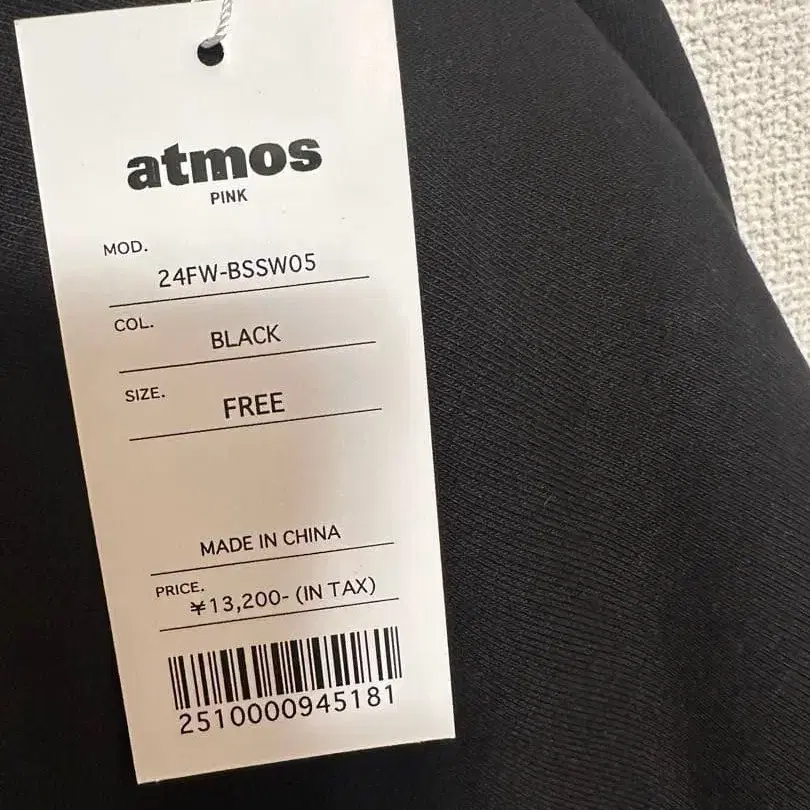 atmos
PINK
MOD.
24FW-BSSW05
COL.
BLACK
SIZE.
FREE
MADE IN CHINA
PRICE.
¥13,200- (IN TAX)
2510000945181